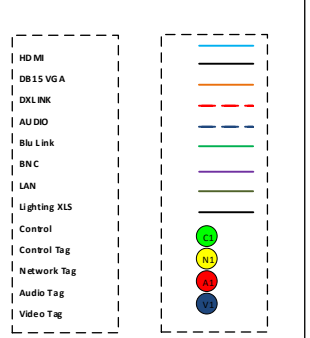 HDMI
DB15 VGA
DXLINK
AUDIO
Blu Link
BNC
LAN
Lighting XLS
Control
Control Tag
Network Tag
Audio Tag
Video Tag
C1
N1
A1
V1